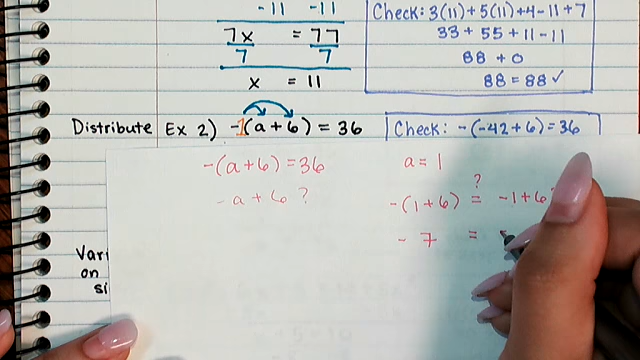 -11 -11
7x = 77
7 7
x = 11
Check: 3(11)+5(11)+4-11+7
33 + 55 + 11-11
88 + 0
88 = 88 ✓
Distribute Ex 2) -1(a+6) = 36
Check: -(-42+6)=36
-(a+6)=36
-a+6 ?
a = 1
-(1+6) ?= -1+6?
-7 =
Vari
on
si